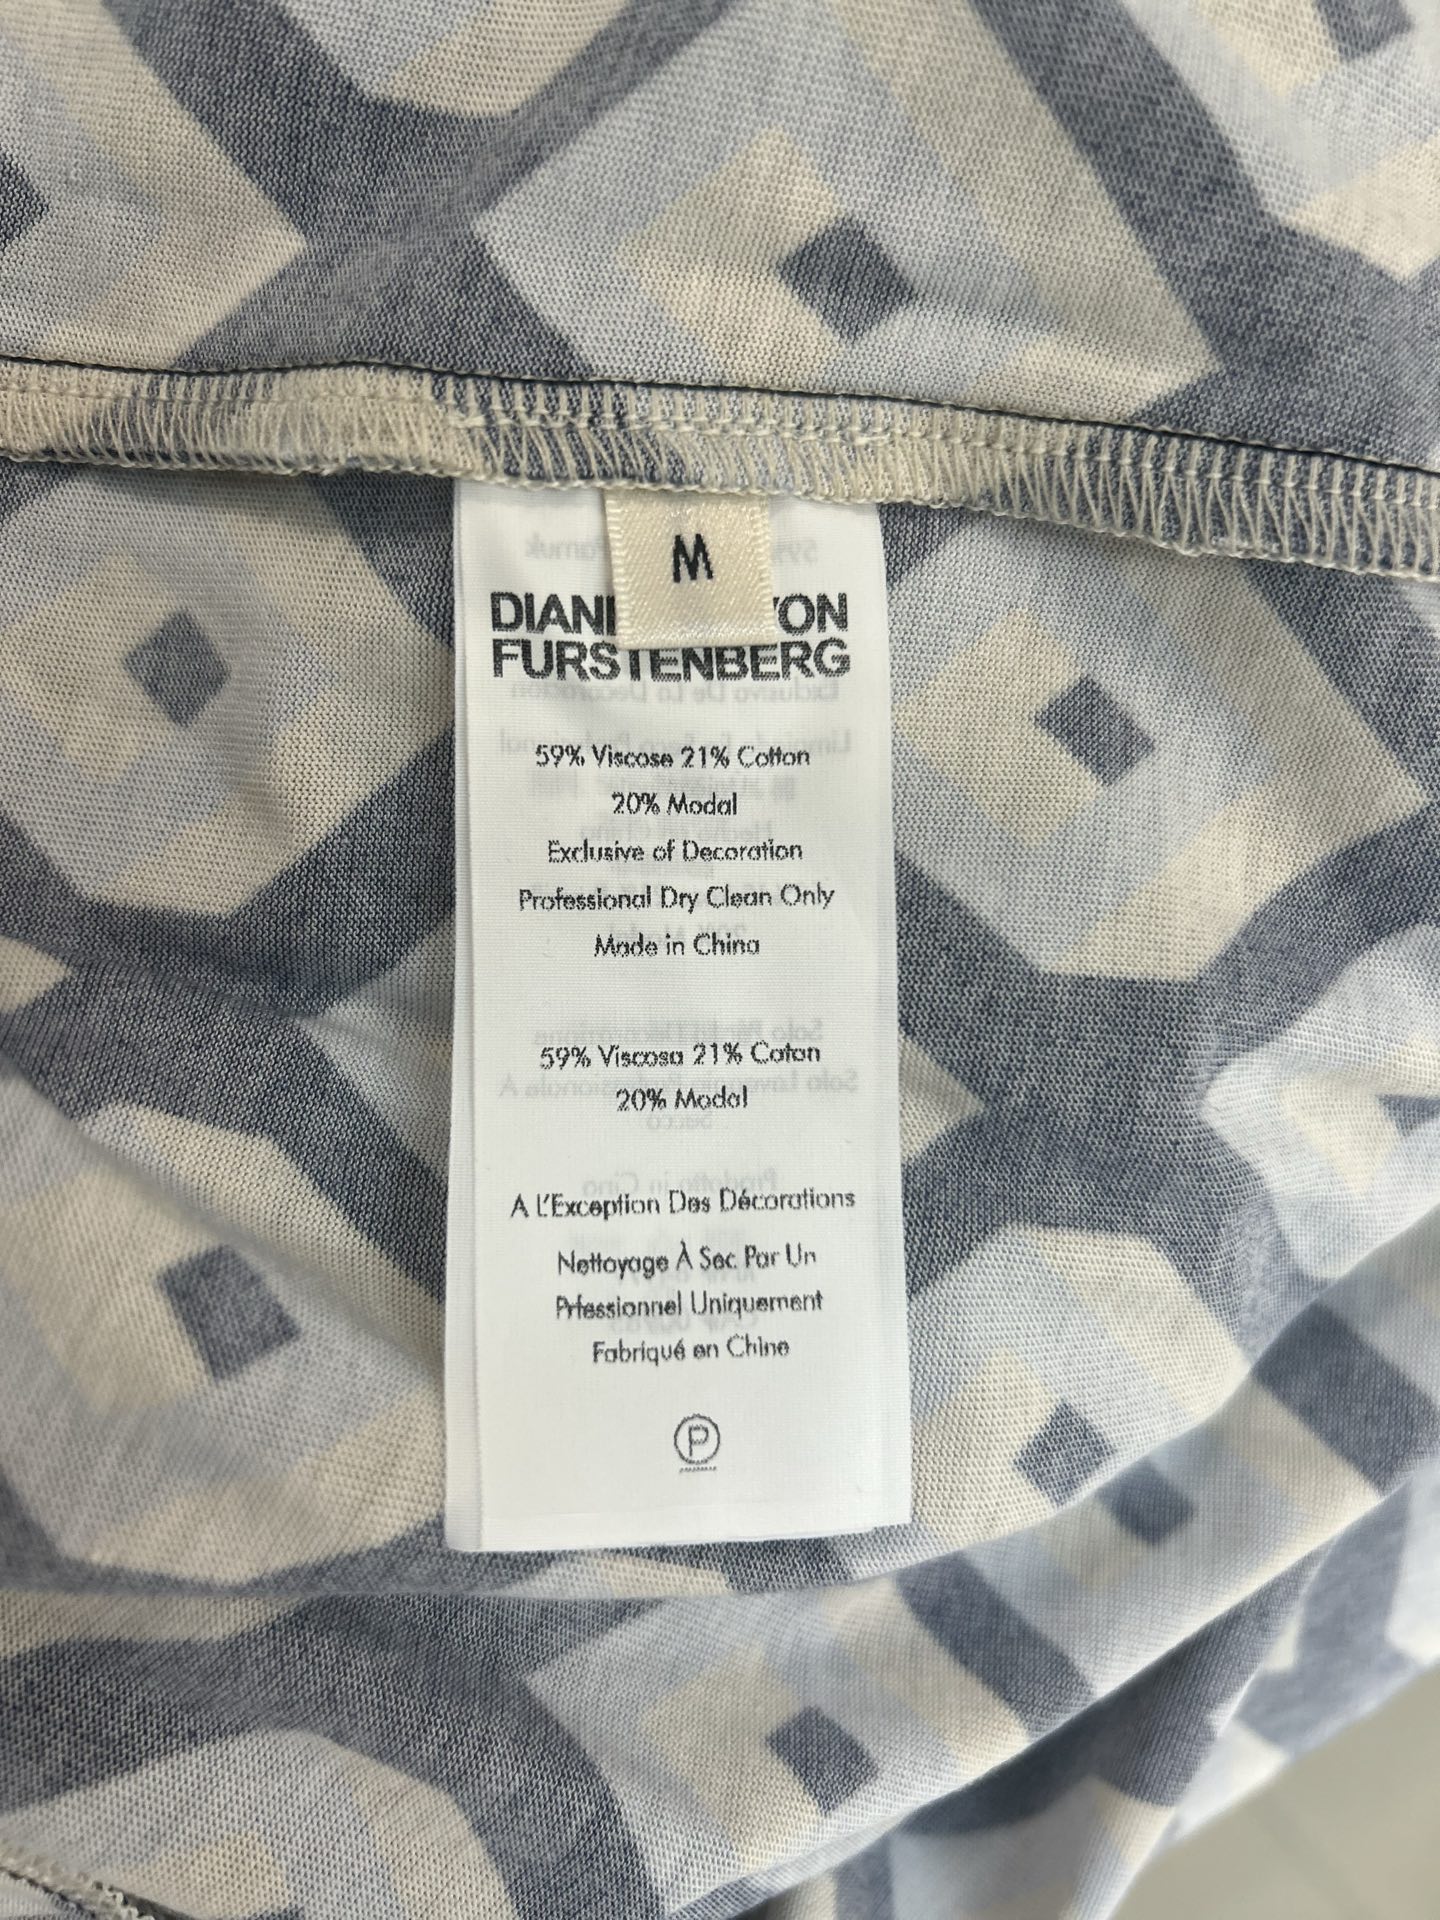 M
VON
FURSTENBERG
59% Viscose 21% Cotton
20% Modal
Exclusive of Decoration
Professional Dry Clean Only
Made in China
59% Viscosa 21% Coton
20% Modal
A L'Exception Des Décorations
Nettoyage À Sec Par Un
Prfessionnel Uniquement
Fabriqué en Chine
P